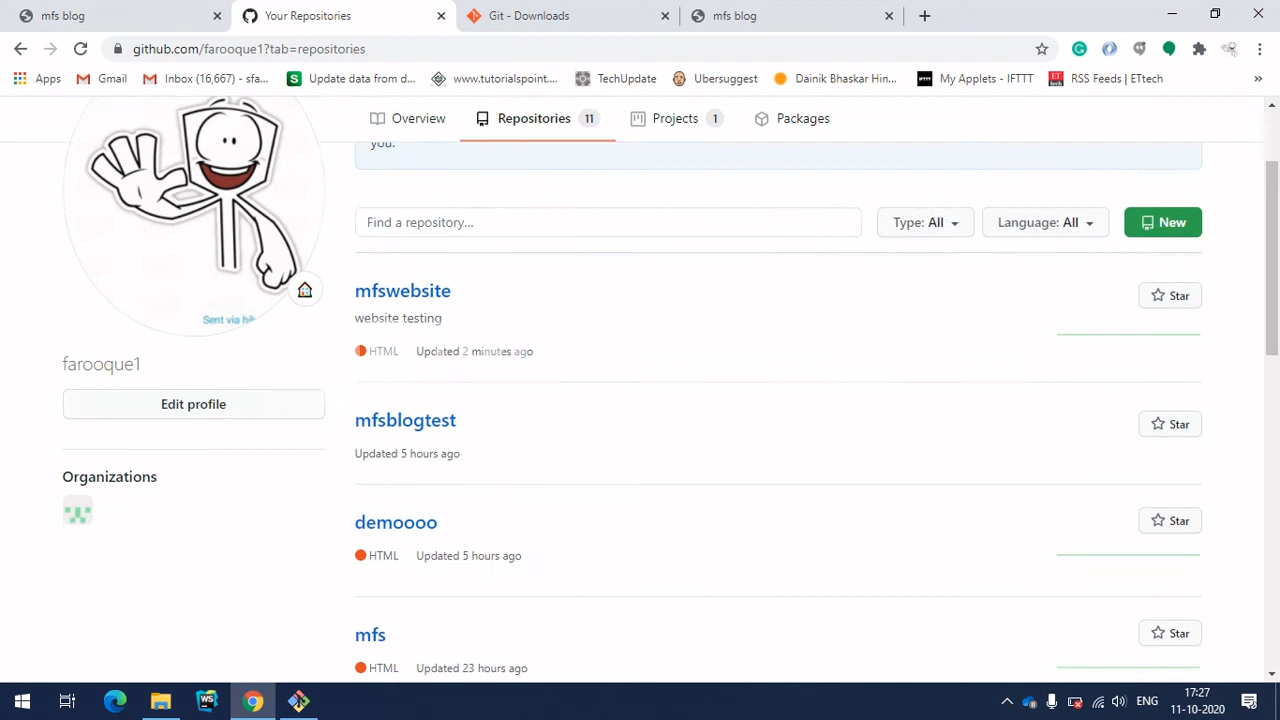 mfs blog
Your Repositories
Git - Downloads
mfs blog
github.com/farooque1?tab=repositories
Apps
Gmail
Inbox (16,667) - sfa...
Update data from d...
www.tutorialspoint...
TechUpdate
Ubersuggest
Dainik Bhaskar Hin...
My Applets - IFTTT
RSS Feeds | ETech
»
Overview
Repositories 11
Projects 1
Packages
you.
Find a repository...
Type: All
Language: All
New
mfswebsite
Star
website testing
HTML Updated 2 minutes ago
Sent via hi
farooque1
Edit profile
mfsblogtest
Star
Updated 5 hours ago
Organizations
demoooo
Star
HTML Updated 5 hours ago
mfs
Star
HTML Updated 23 hours ago
ENG
17:27
11-10-2020